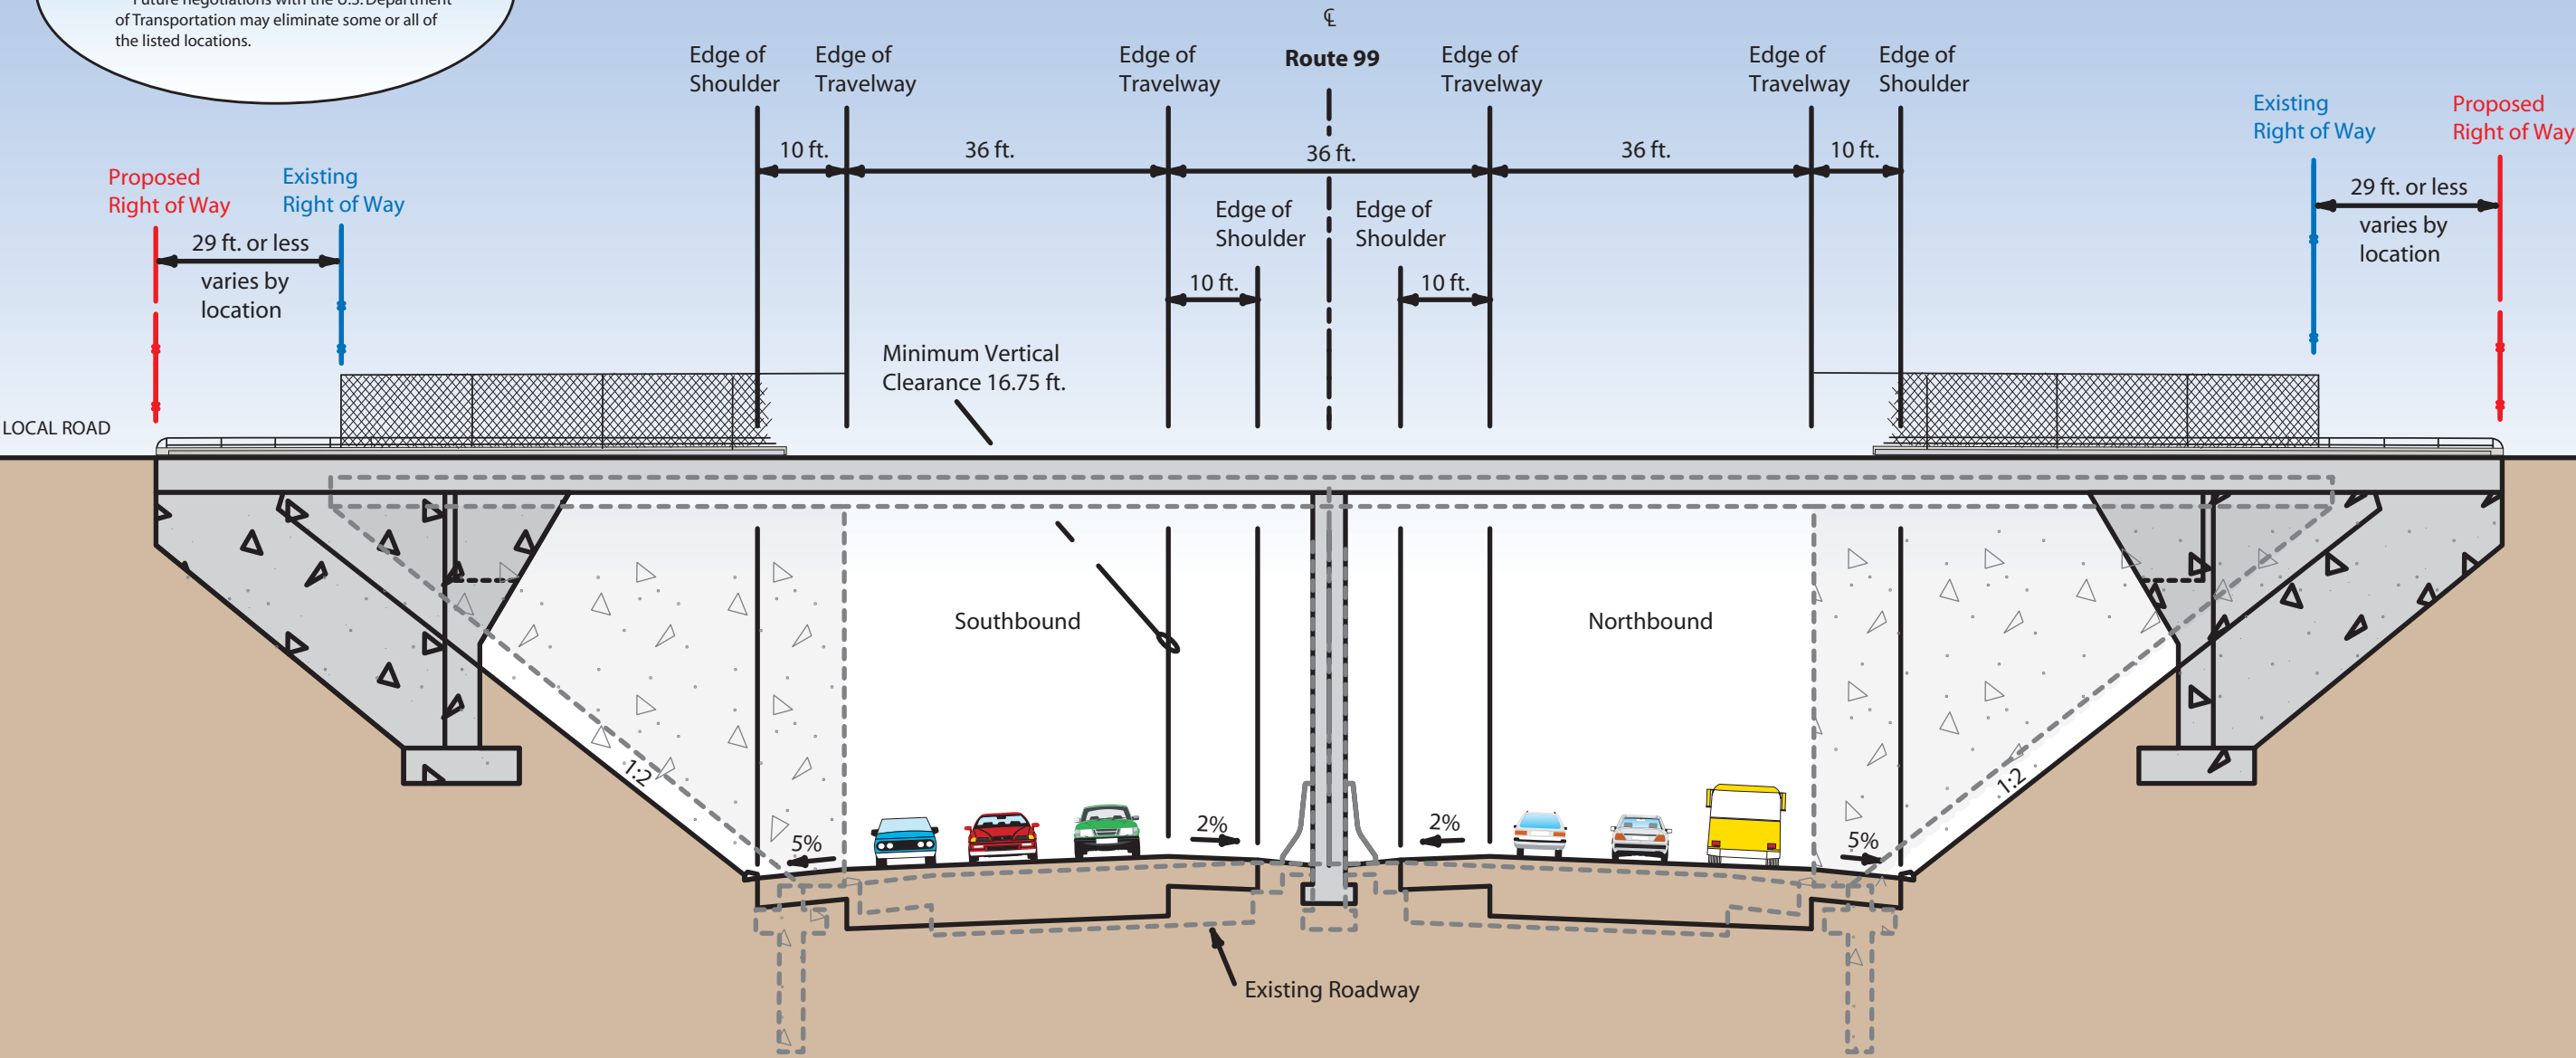 Future negotiations with the U.S. Department
of Transportation may eliminate some or all of
the listed locations.
℄
Route 99
Edge of
Shoulder
Edge of
Travelway
Edge of
Travelway
Edge of
Travelway
Edge of
Travelway
Edge of
Shoulder
Existing
Right of Way
Proposed
Right of Way
10 ft.
36 ft.
36 ft.
36 ft.
10 ft.
Proposed
Right of Way
Existing
Right of Way
29 ft. or less
varies by
location
Edge of
Shoulder
Edge of
Shoulder
29 ft. or less
varies by
location
10 ft.
10 ft.
Minimum Vertical
Clearance 16.75 ft.
LOCAL ROAD
Southbound
Northbound
1:2
1:2
5%
2%
2%
5%
Existing Roadway